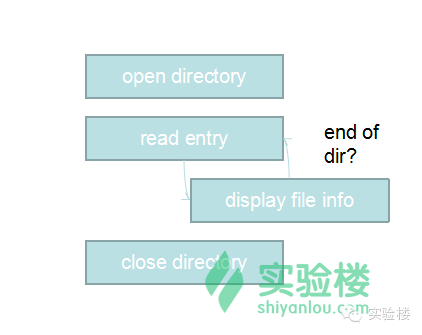 open directory
read entry
end of
dir?
display file info
close directory
实验楼
shiyanlou.com
实验楼